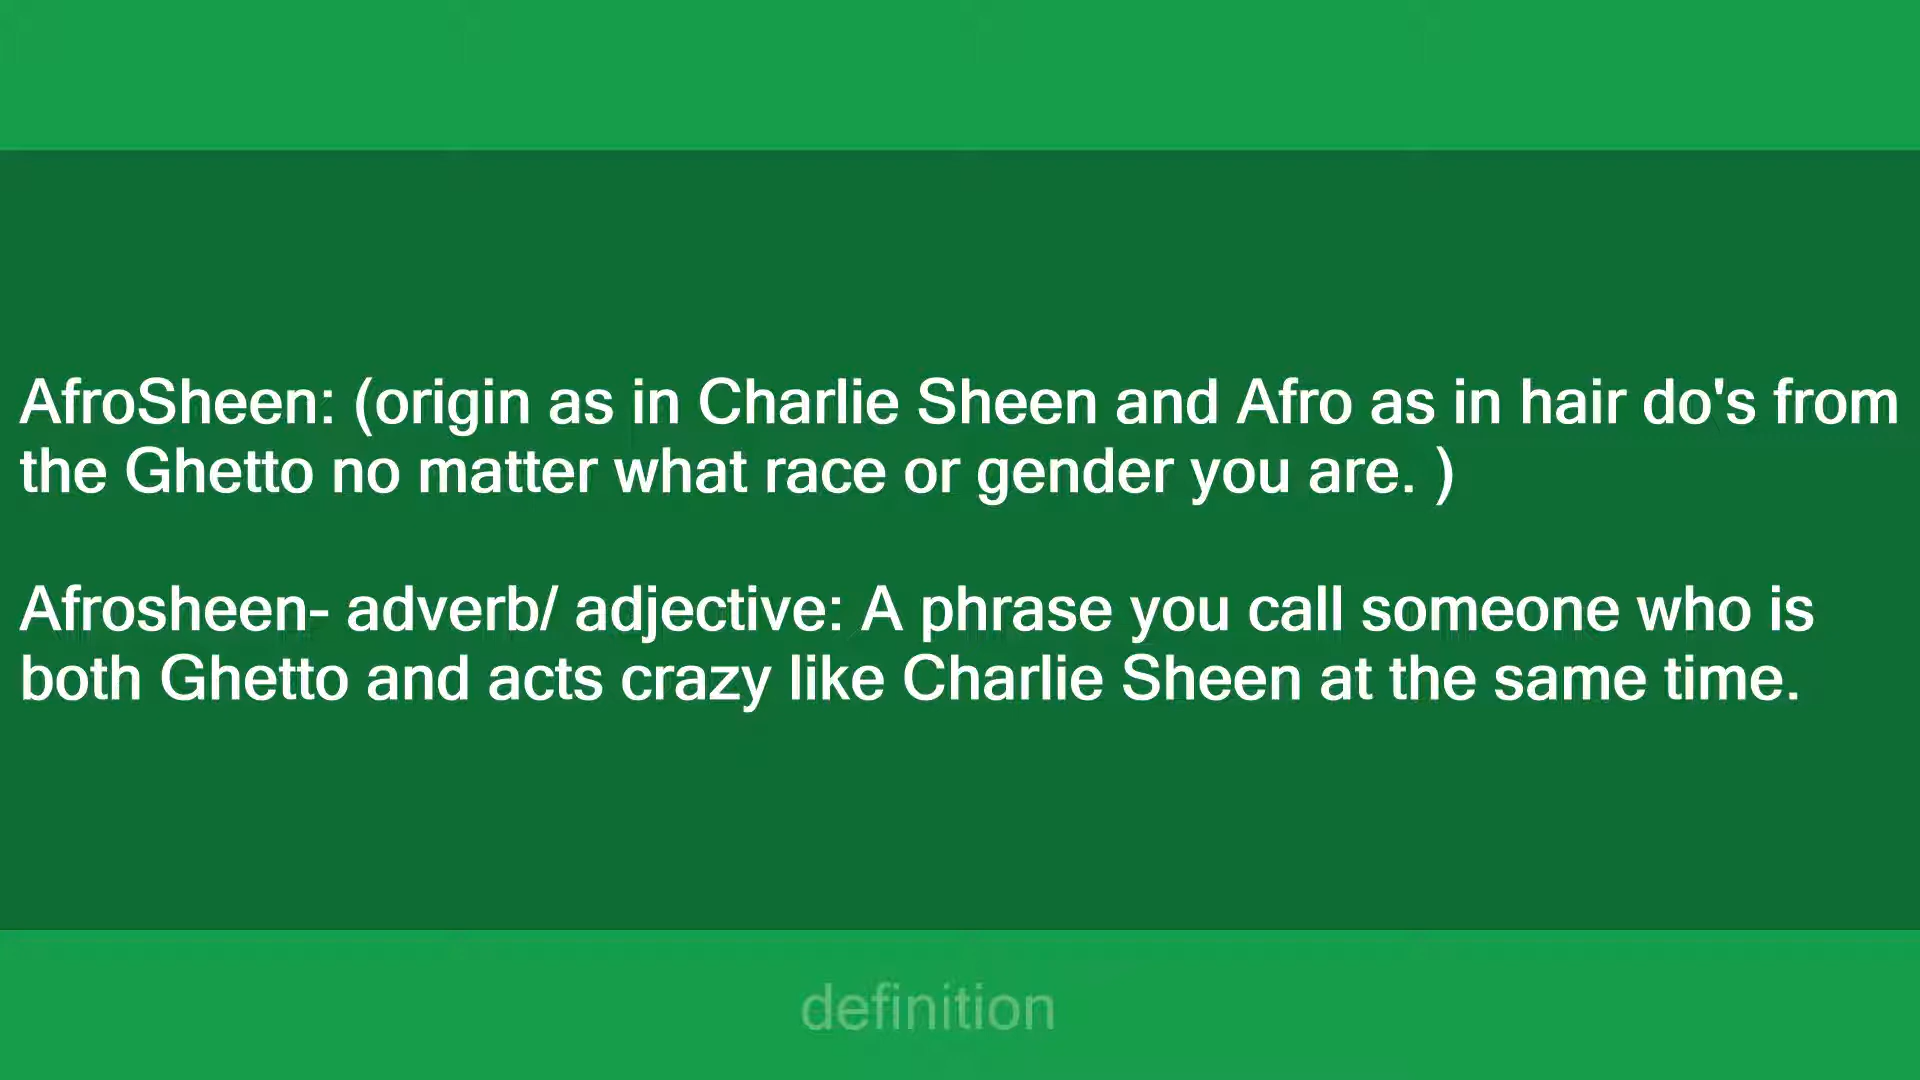 AfroSheen: (origin as in Charlie Sheen and Afro as in hair do's from
the Ghetto no matter what race or gender you are. )
Afrosheen- adverb/ adjective: A phrase you call someone who is
both Ghetto and acts crazy like Charlie Sheen at the same time.
definition